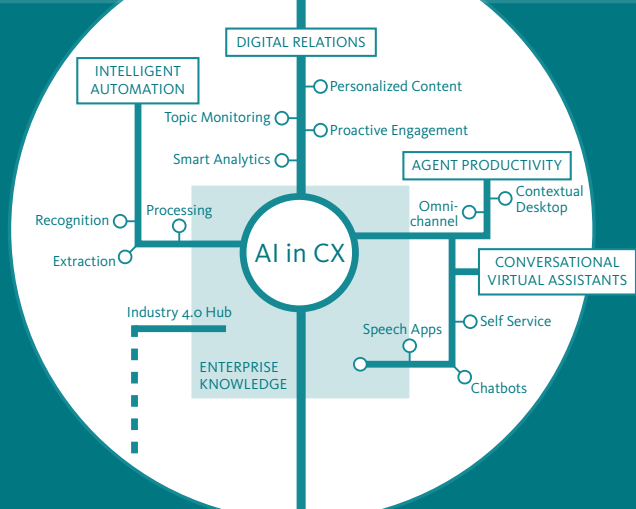 DIGITAL RELATIONS
INTELLIGENT
AUTOMATION
Personalized Content
Topic Monitoring
Proactive Engagement
Smart Analytics
AGENT PRODUCTIVITY
Contextual
Desktop
Omni-
channel
Recognition
Processing
Extraction
AI in CX
CONVERSATIONAL
VIRTUAL ASSISTANTS
Industry 4.0 Hub
Speech Apps
Self Service
ENTERPRISE
KNOWLEDGE
Chatbots